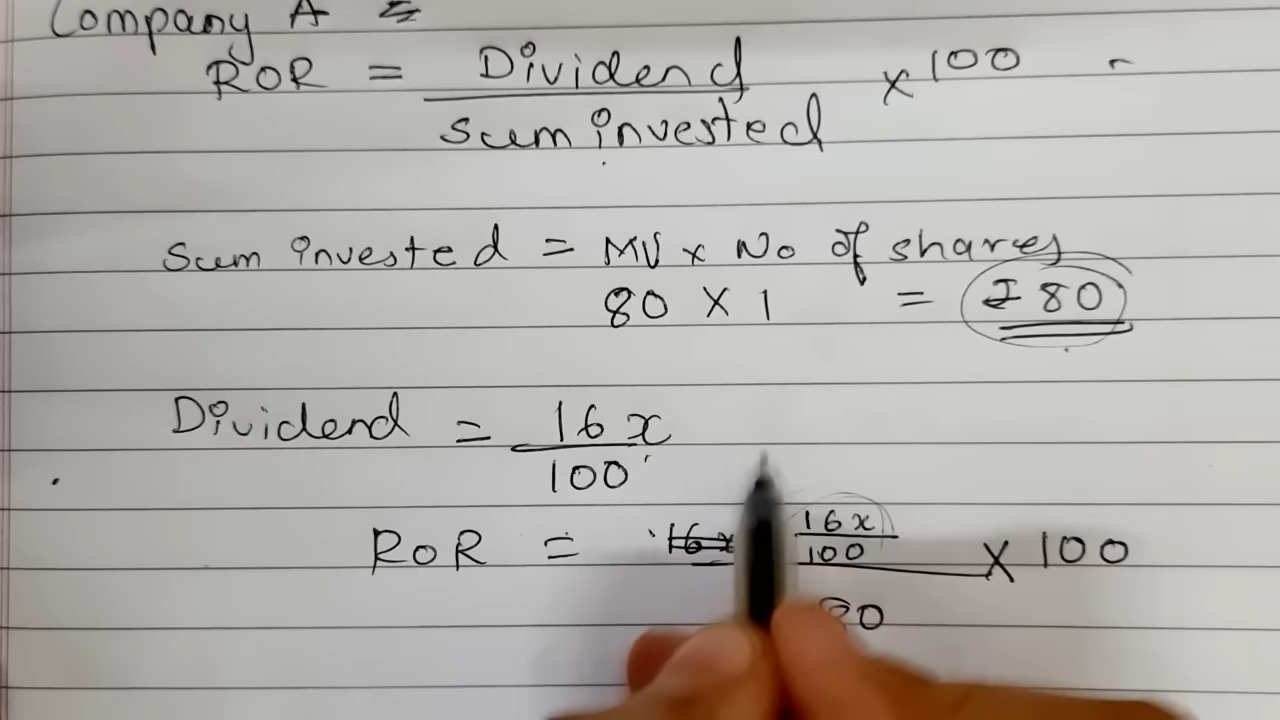 Company A =
ROR = Dividend / Sum invested × 100
Sum invested = MV × No of shares
80 × 1 = ₹ 80
Dividend = 16x / 100
ROR = 16x / 100 / 80 × 100